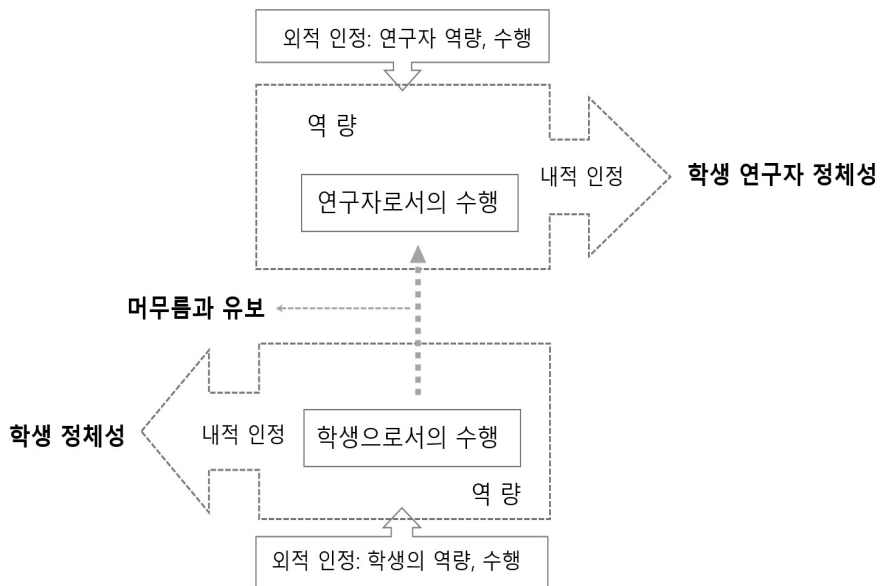 외적 인정: 연구자 역량, 수행
역 량
내적 인정
학생 연구자 정체성
연구자로서의 수행
머무름과 유보
학생 정체성
내적 인정
학생으로서의 수행
역 량
외적 인정: 학생의 역량, 수행